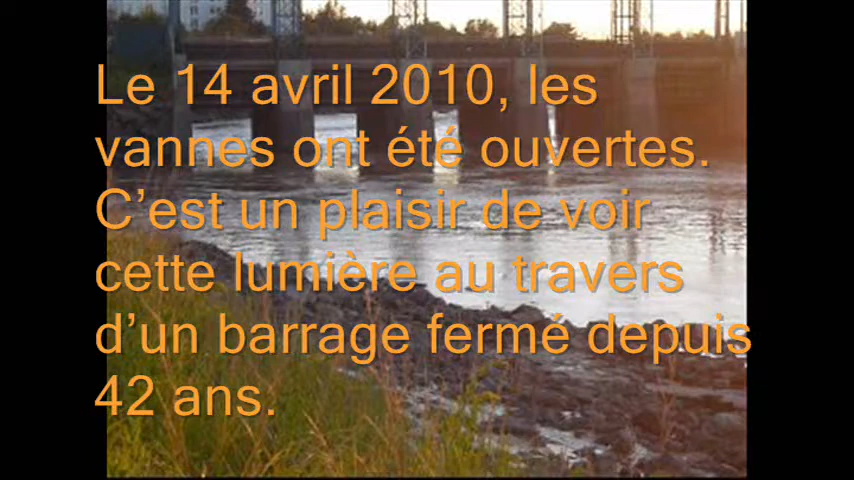 Le 14 avril 2010, les
vannes ont été ouvertes.
C’est un plaisir de voir
cette lumière au travers
d’un barrage fermé depuis
42 ans.